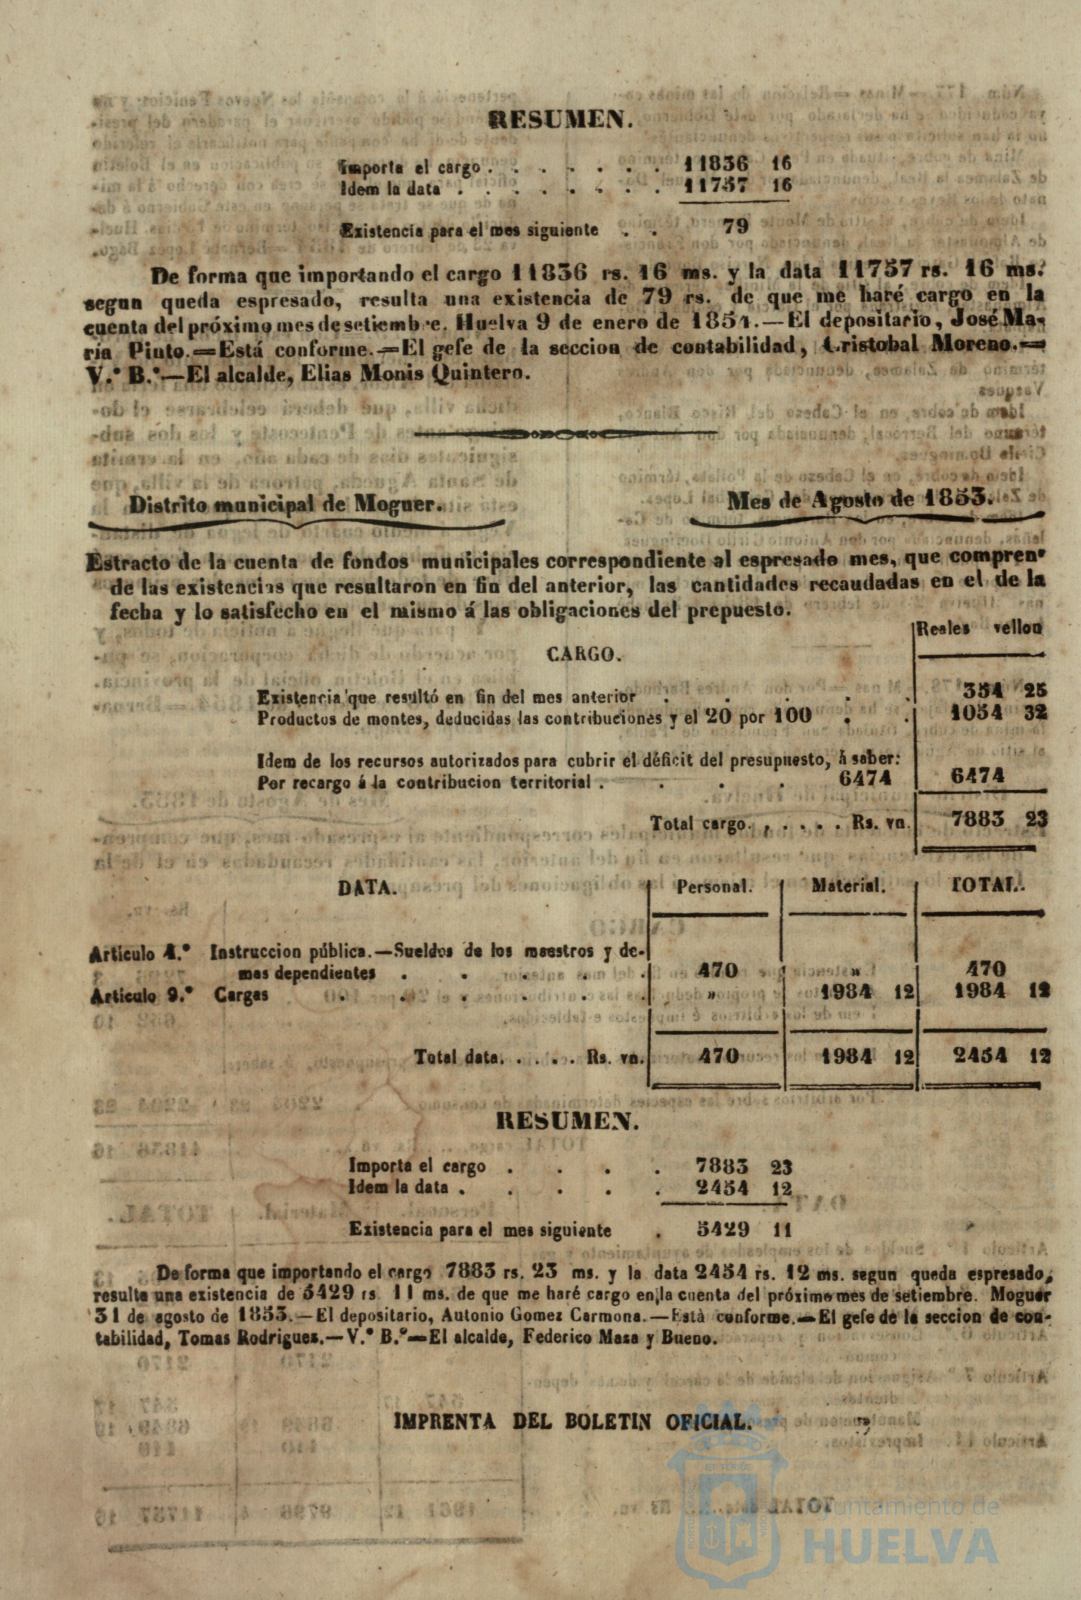 RESUMEN.
Importa el cargo . . . . . . . 11836 16
Idem la data . . . . . . . . 11757 16
Existencia para el mes siguiente . . 79
De forma que importando el cargo 11836 rs. 16 ms. y la data 11757 rs. 16 ms.
segun queda espresado, resulta una existencia de 79 rs. de que me haré cargo en la
cuenta del próximo mes de setiembre. Huelva 9 de enero de 1854.—El depositario, José Ma-
ría Pinto.—Está conforme.—El gefe de la seccion de contabilidad, Cristobal Moreno.—
V.° B.°—El alcalde, Elias Monis Quintero.
Distrito municipal de Moguer. Mes de Agosto de 1853.
Estracto de la cuenta de fondos municipales correspondiente al espresado mes, que compren-
de las existencias que resultaron en fin del anterior, las cantidades recaudadas en el de la
fecha y lo satisfecho en el mismo á las obligaciones del prepuesto.
Reales vellon
CARGO.
Existencia que resultó en fin del mes anterior . . . . . 354 25
Productos de montes, deducidas las contribuciones y el 20 por 100 . . 1054 32
Idem de los recursos autorizados para cubrir el déficit del presupuesto, á saber:
Por recargo á la contribucion territorial . . . . 6474 6474
Total cargo. . . . . . Rs. vn. 7883 23
DATA. Personal. Material. TOTAL.
Articulo 4.° Instruccion pública.—Sueldos de los maestros y de-
mas dependientes . . . . . 470 » 470
Articulo 9.° Cargas . . . . . . » 1984 12 1984 12
Total data. . . . . Rs. vn. 470 1984 12 2454 12
RESUMEN.
Importa el cargo . . . . 7883 23
Idem la data . . . . . 2454 12
Existencia para el mes siguiente . 5429 11
De forma que importando el cargo 7883 rs. 23 ms. y la data 2454 rs. 12 ms. segun queda espresado,
resulta una existencia de 5429 rs 11 ms. de que me haré cargo en la cuenta del próximo mes de setiembre. Moguer
31 de agosto de 1853.—El depositario, Antonio Gomez Carmona.—Está conforme.—El gefe de la seccion de con-
tabilidad, Tomas Rodriguez.—V.° B.°—El alcalde, Federico Masa y Bueno.
IMPRENTA DEL BOLETIN OFICIAL.
Ayuntamiento de
HUELVA